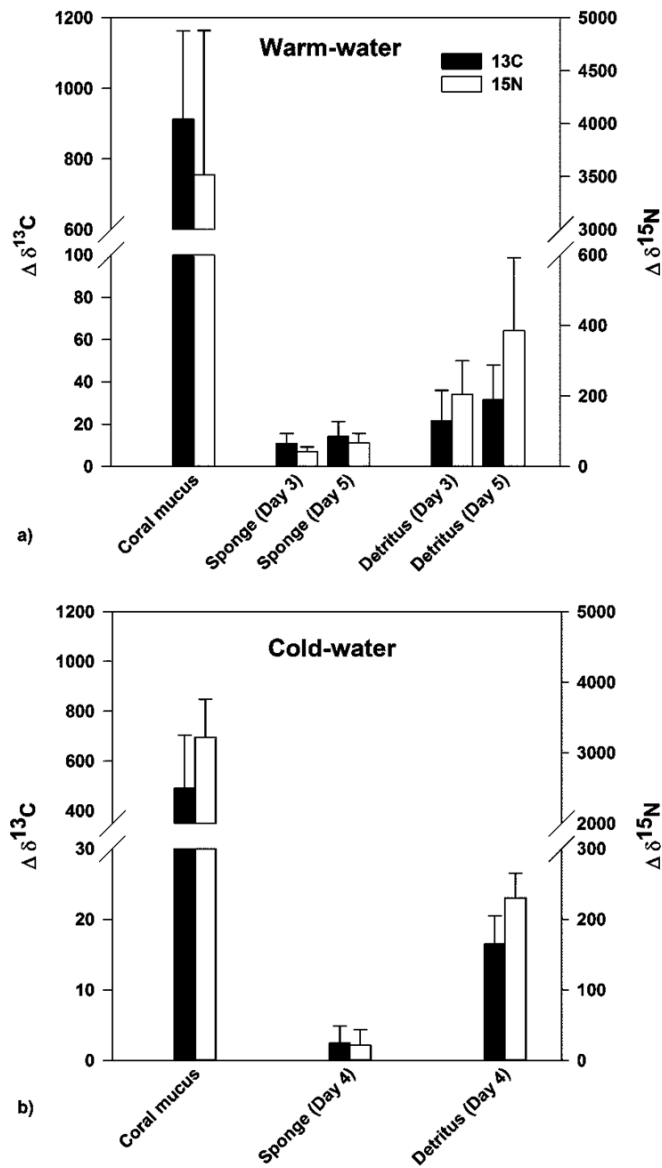 Warm-water
13C
15N
1200
1000
800
600
100
80
60
40
20
0
Δ δ13C
5000
4500
4000
3500
3000
600
400
200
0
Δ δ15N
Coral mucus
Sponge (Day 3)
Sponge (Day 5)
Detritus (Day 3)
Detritus (Day 5)
a)
Cold-water
1200
1000
800
600
400
30
20
10
0
Δ δ13C
5000
4000
3000
2000
300
200
100
0
Δ δ15N
Coral mucus
Sponge (Day 4)
Detritus (Day 4)
b)